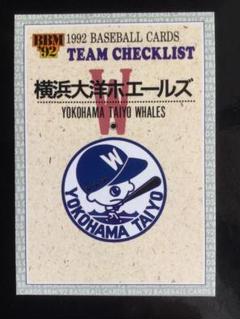 BBM '92
1992 BASEBALL CARDS
TEAM CHECKLIST
横浜大洋ホエールズ
W
YOKOHAMA TAIYO WHALES
W
YOKOHAMA TAIYO